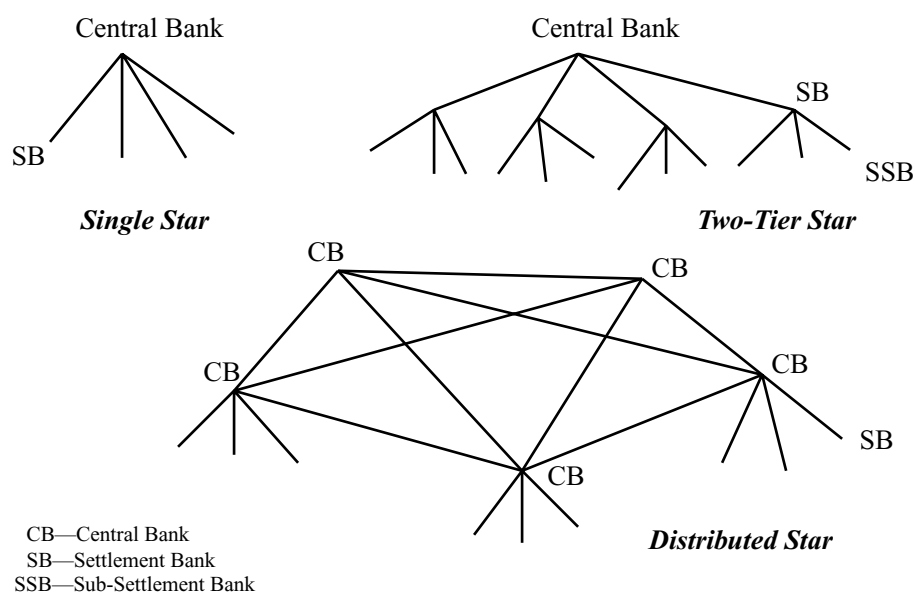 Central Bank
SB
Single Star
Central Bank
SB
SSB
Two-Tier Star
CB
CB
CB
CB
SB
CB
Distributed Star
CB—Central Bank
SB—Settlement Bank
SSB—Sub-Settlement Bank